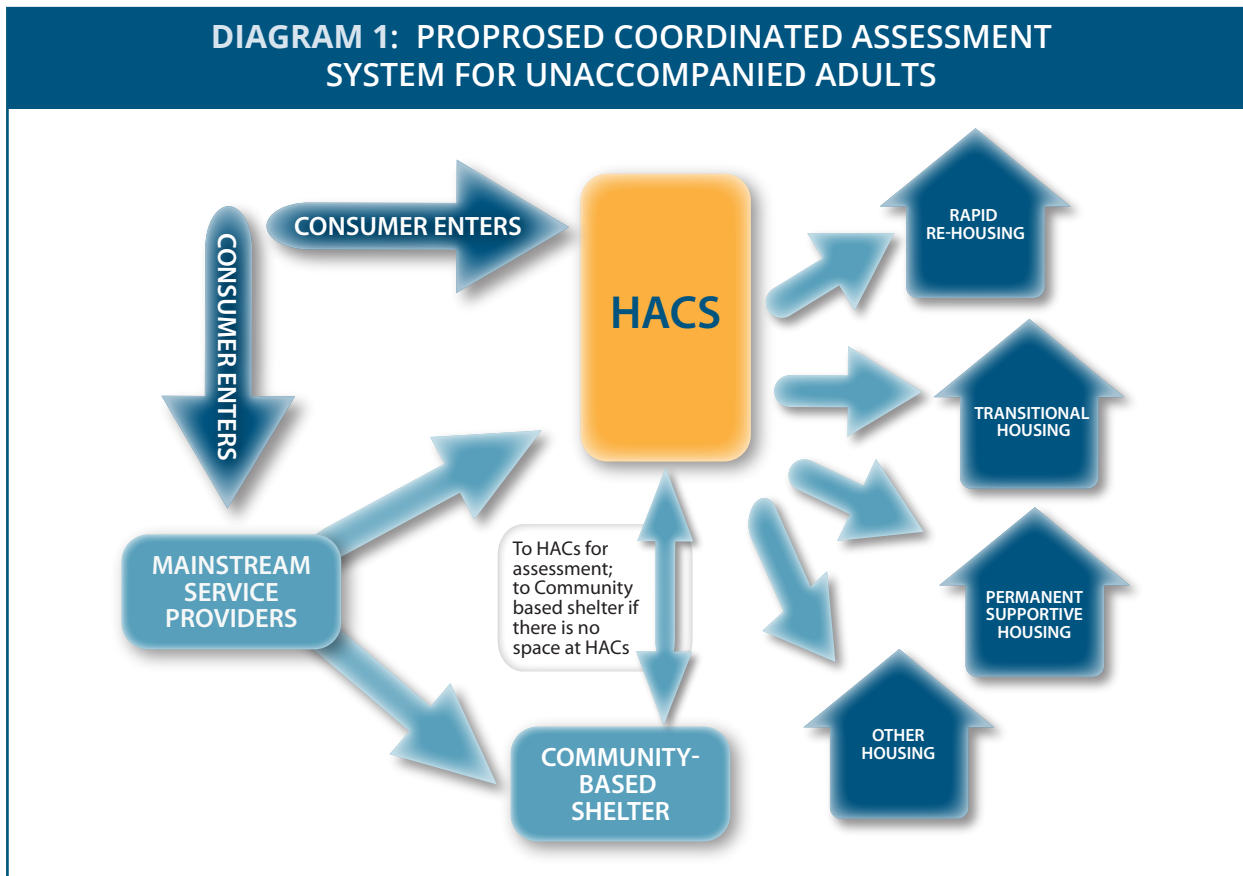 DIAGRAM 1: PROPROSED COORDINATED ASSESSMENT
SYSTEM FOR UNACCOMPANIED ADULTS
CONSUMER ENTERS
CONSUMER ENTERS
HACS
RAPID
RE-HOUSING
TRANSITIONAL
HOUSING
PERMANENT
SUPPORTIVE
HOUSING
OTHER
HOUSING
MAINSTREAM
SERVICE
PROVIDERS
To HACs for
assessment;
to Community
based shelter if
there is no
space at HACs
COMMUNITY-
BASED
SHELTER